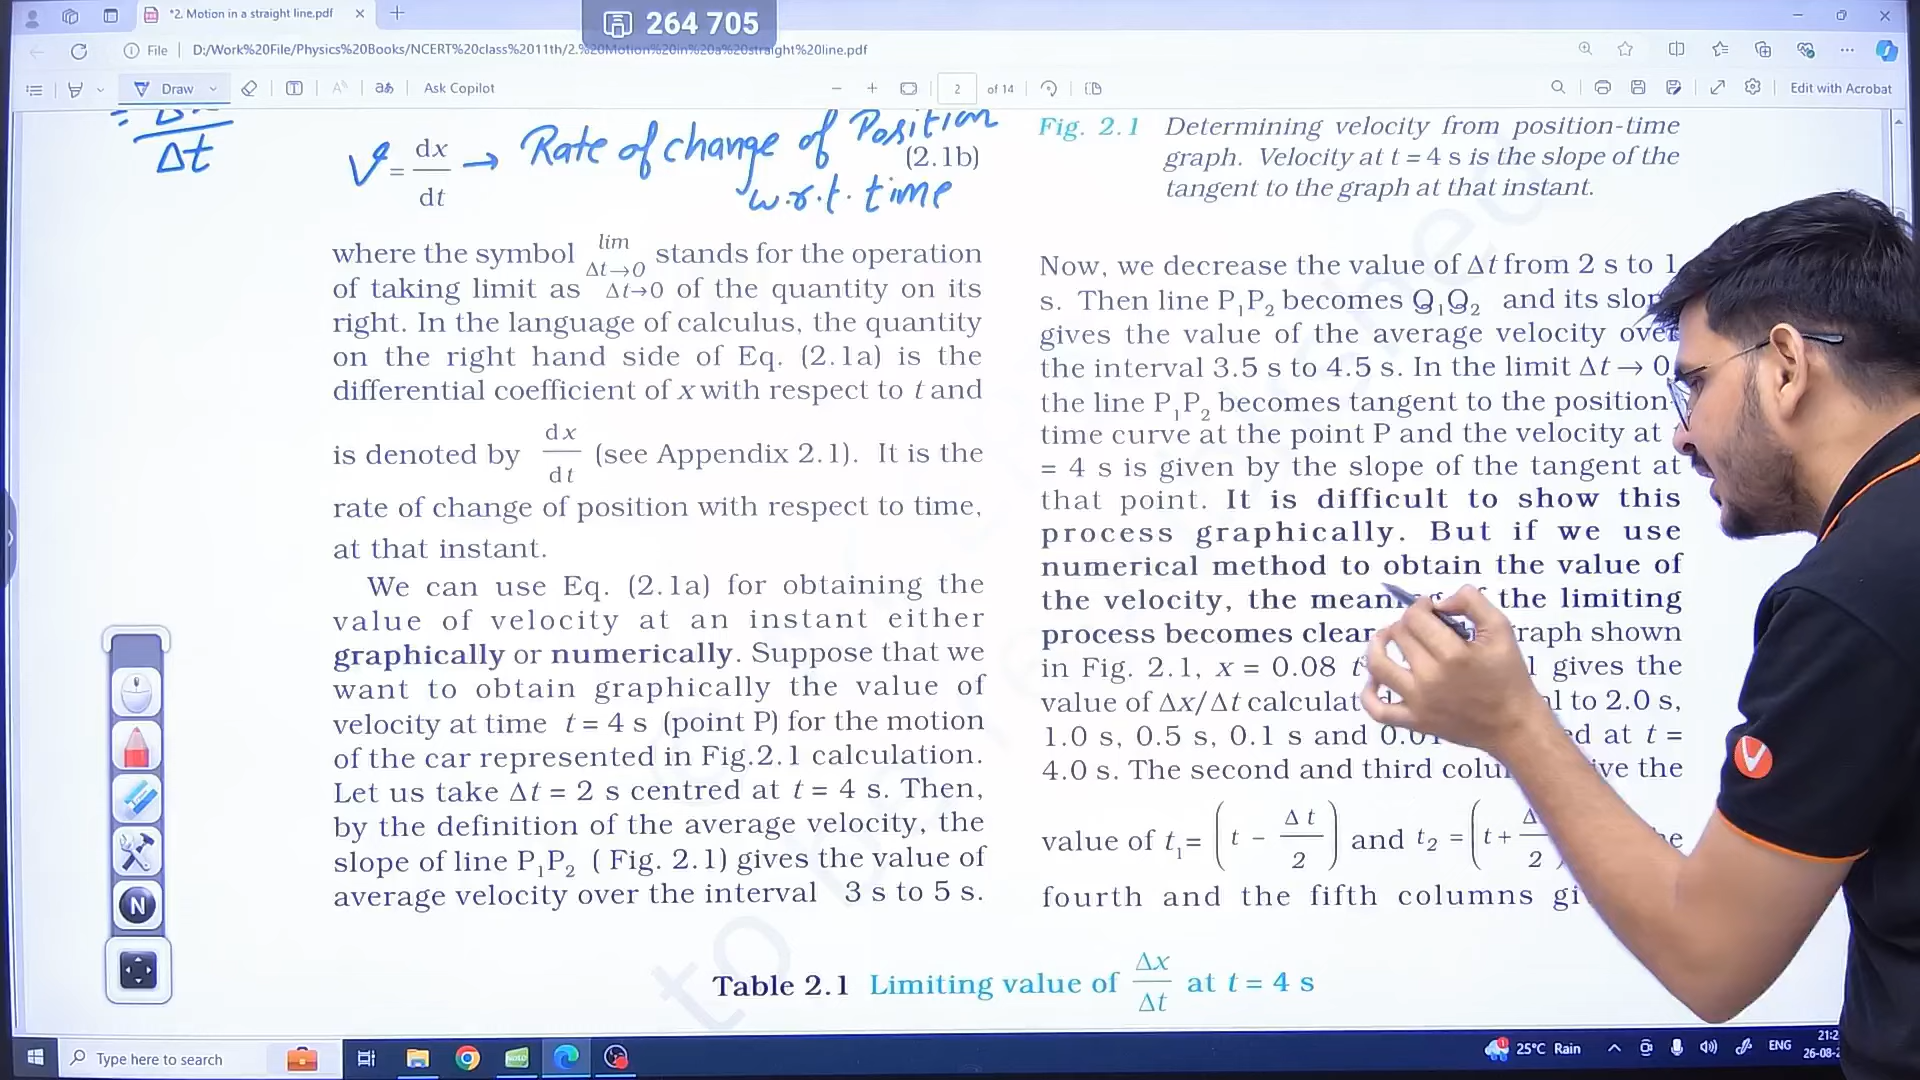 *2. Motion in a straight line.pdf
264 705
File
D:/Work%20File/Physics%20Books/NCERT%20class%2011th/2.%20Motion%20in%20a%20straight%20line.pdf
Draw
Ask Copilot
2 of 14
Edit with Acrobat
Δt
V = dx/dt → Rate of change of Position
w.r.t. time
(2.1b)
where the symbol lim Δt→0 stands for the operation
of taking limit as Δt→0 of the quantity on its
right. In the language of calculus, the quantity
on the right hand side of Eq. (2.1a) is the
differential coefficient of x with respect to t and
is denoted by dx/dt (see Appendix 2.1). It is the
rate of change of position with respect to time,
at that instant.
We can use Eq. (2.1a) for obtaining the
value of velocity at an instant either
graphically or numerically. Suppose that we
want to obtain graphically the value of
velocity at time t = 4 s (point P) for the motion
of the car represented in Fig.2.1 calculation.
Let us take Δt = 2 s centred at t = 4 s. Then,
by the definition of the average velocity, the
slope of line P₁P₂ ( Fig. 2.1) gives the value of
average velocity over the interval 3 s to 5 s.
Fig. 2.1 Determining velocity from position-time
graph. Velocity at t = 4 s is the slope of the
tangent to the graph at that instant.
Now, we decrease the value of Δt from 2 s to 1
s. Then line P₁P₂ becomes Q₁Q₂ and its
gives the value of the average velocity over
the interval 3.5 s to 4.5 s. In the limit Δt → 0,
the line P₁P₂ becomes tangent to the position-
time curve at the point P and the velocity at
= 4 s is given by the slope of the tangent at
that point. It is difficult to show this
process graphically. But if we use
numerical method to obtain the value of
the velocity, the meaning the limiting
process becomes clear graph shown
in Fig. 2.1, x = 0.08 t 1 gives the
value of Δx/Δt to 2.0 s,
1.0 s, 0.5 s, 0.1 s and at t =
4.0 s. The second and third the
value of t₁= (t - Δt/2) and t₂ = (t+ Δ /2
fourth and the fifth columns
Table 2.1 Limiting value of Δx/Δt at t = 4 s
N
Type here to search
25°C Rain
ENG